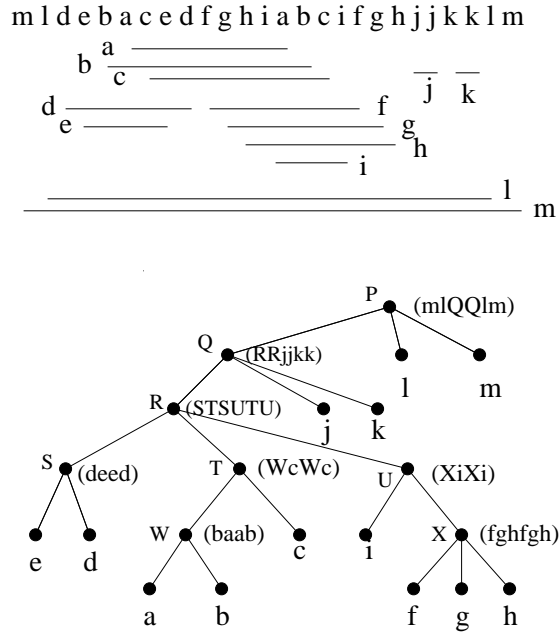 m l d e b a c e d f g h i a b c i f g h j j k k l m
a
b
c
j k
d f
e g
h
i
l
m
P (mlQQlm)
Q (RRjjkk)
l m
R (STSUTU)
j k
S (deed) T (WcWc) U (XiXi)
e d W (baab) c i X (fghfgh)
a b f g h